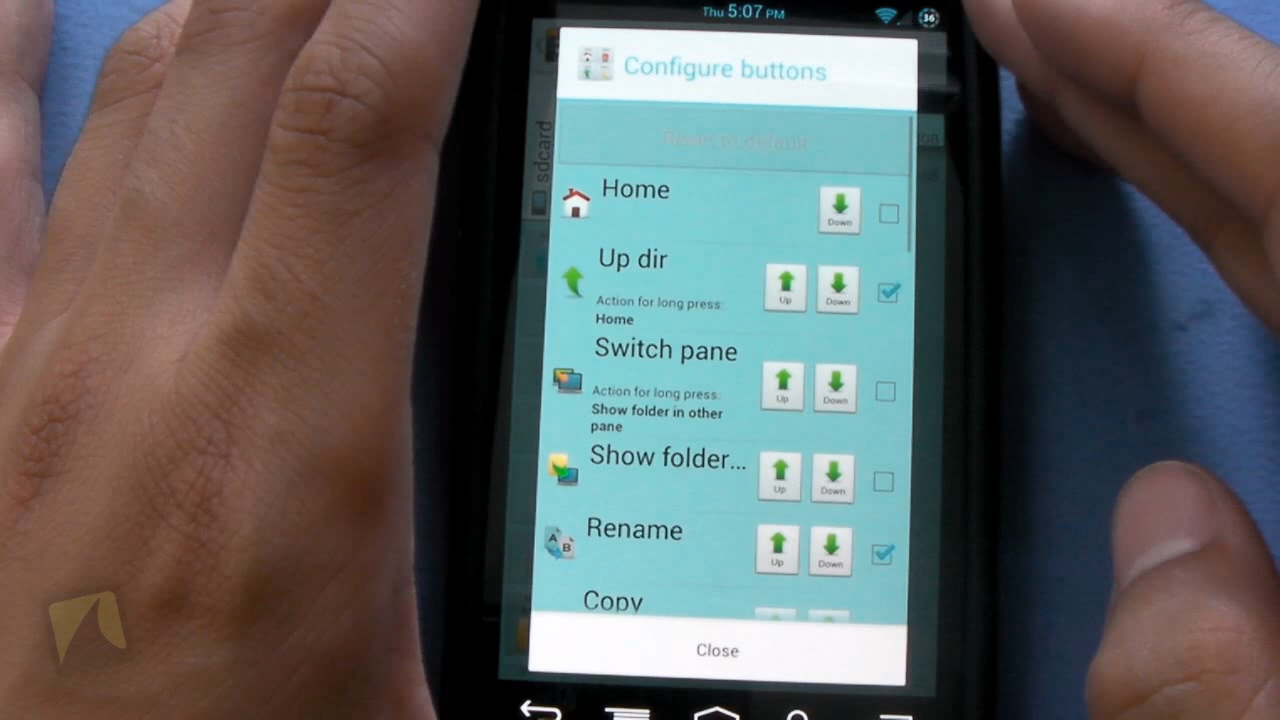 Thu 5:07 PM
36
Configure buttons
Reset to default
sdcard
Home
Down
Up dir
Action for long press:
Home
Up
Down
Switch pane
Action for long press:
Show folder in other
pane
Up
Down
Show folder...
Up
Down
Rename
A B
Up
Down
Copy
Close